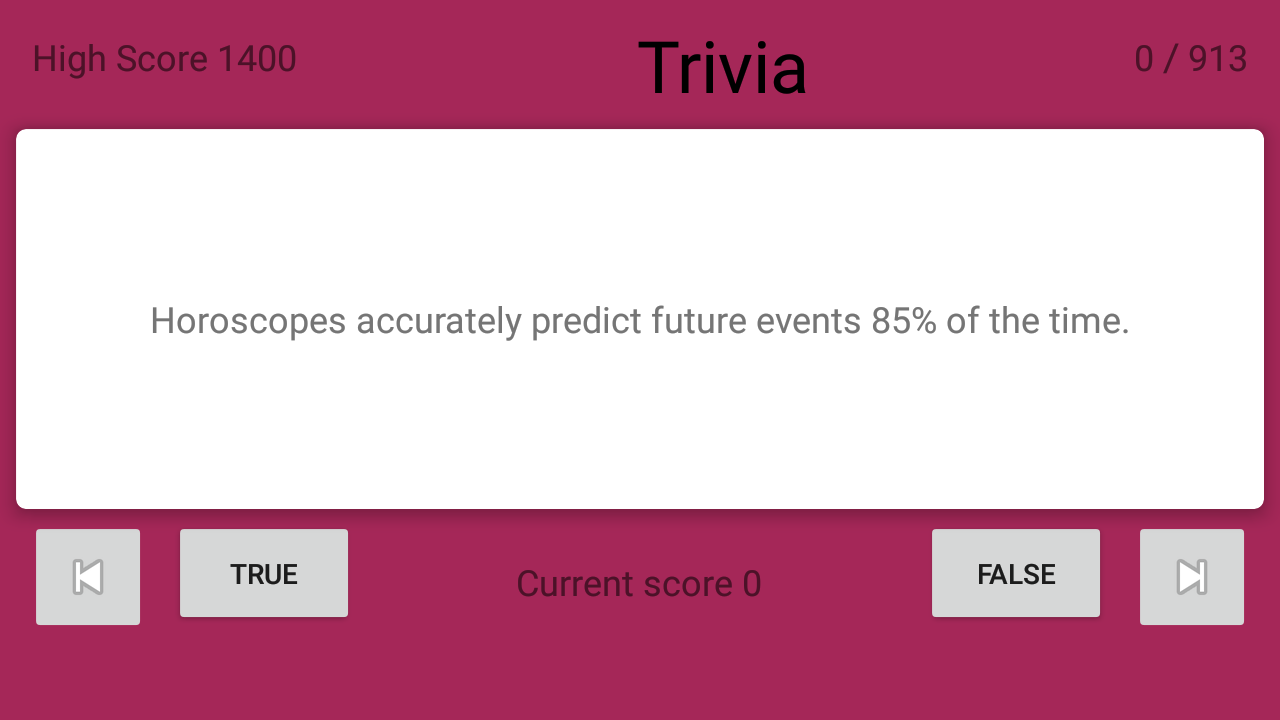 High Score 1400
Trivia
0 / 913
Horoscopes accurately predict future events 85% of the time.
TRUE
Current score 0
FALSE